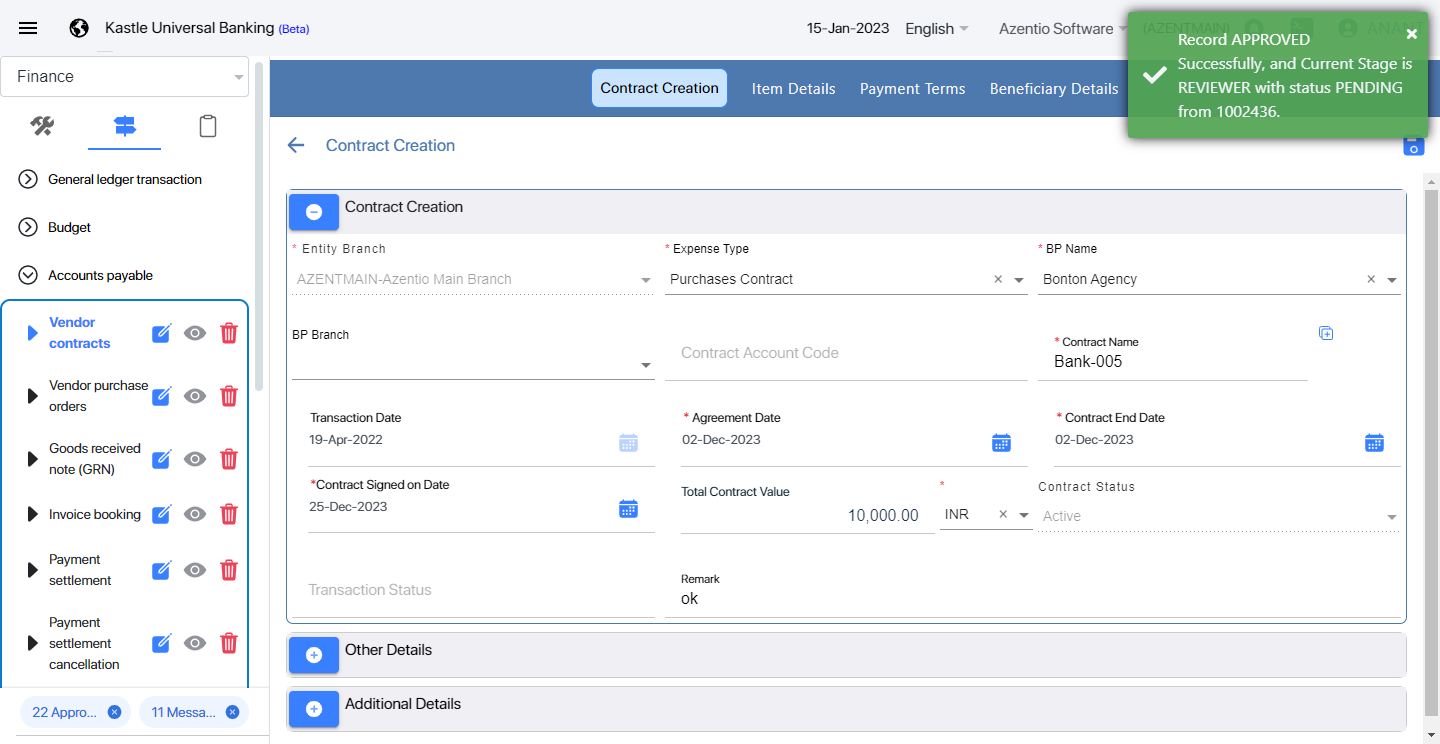 Kastle Universal Banking (Beta)
15-Jan-2023
English
Azentio Software
Record APPROVED
Successfully, and Current Stage is
REVIEWER with status PENDING
from 1002436.
Finance
Contract Creation
Item Details
Payment Terms
Beneficiary Details
Contract Creation
General ledger transaction
Budget
Accounts payable
Vendor
contracts
Vendor purchase
orders
Goods received
note (GRN)
Invoice booking
Payment
settlement
Payment
settlement
cancellation
22 Appro...
11 Messa...
Contract Creation
* Entity Branch
AZENTMAIN-Azentio Main Branch
* Expense Type
Purchases Contract
* BP Name
Bonton Agency
BP Branch
Contract Account Code
* Contract Name
Bank-005
Transaction Date
19-Apr-2022
* Agreement Date
02-Dec-2023
* Contract End Date
02-Dec-2023
*Contract Signed on Date
25-Dec-2023
Total Contract Value
10,000.00
*
INR
Contract Status
Active
Transaction Status
Remark
ok
Other Details
Additional Details